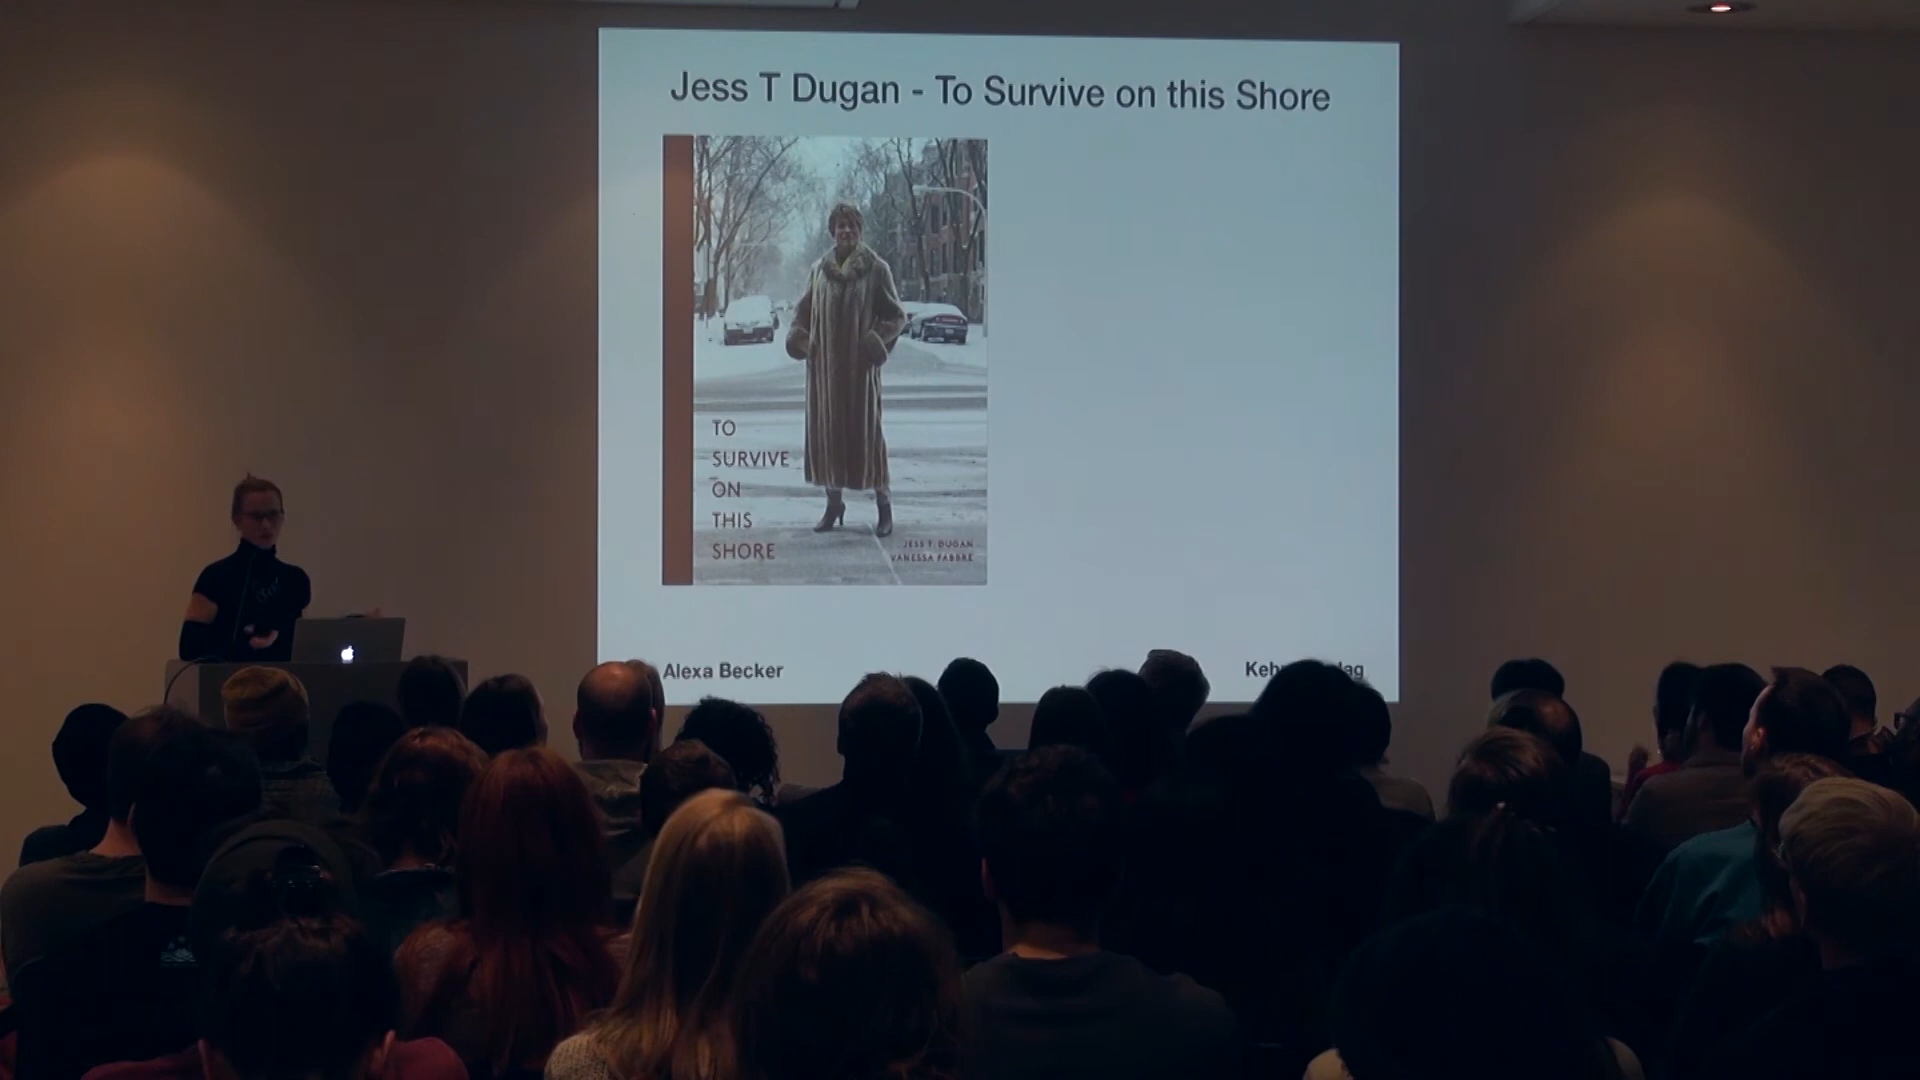 Jess T Dugan - To Survive on this Shore
TO
SURVIVE
ON
THIS
SHORE
JESS T. DUGAN
VANESSA FABBRE
Alexa Becker